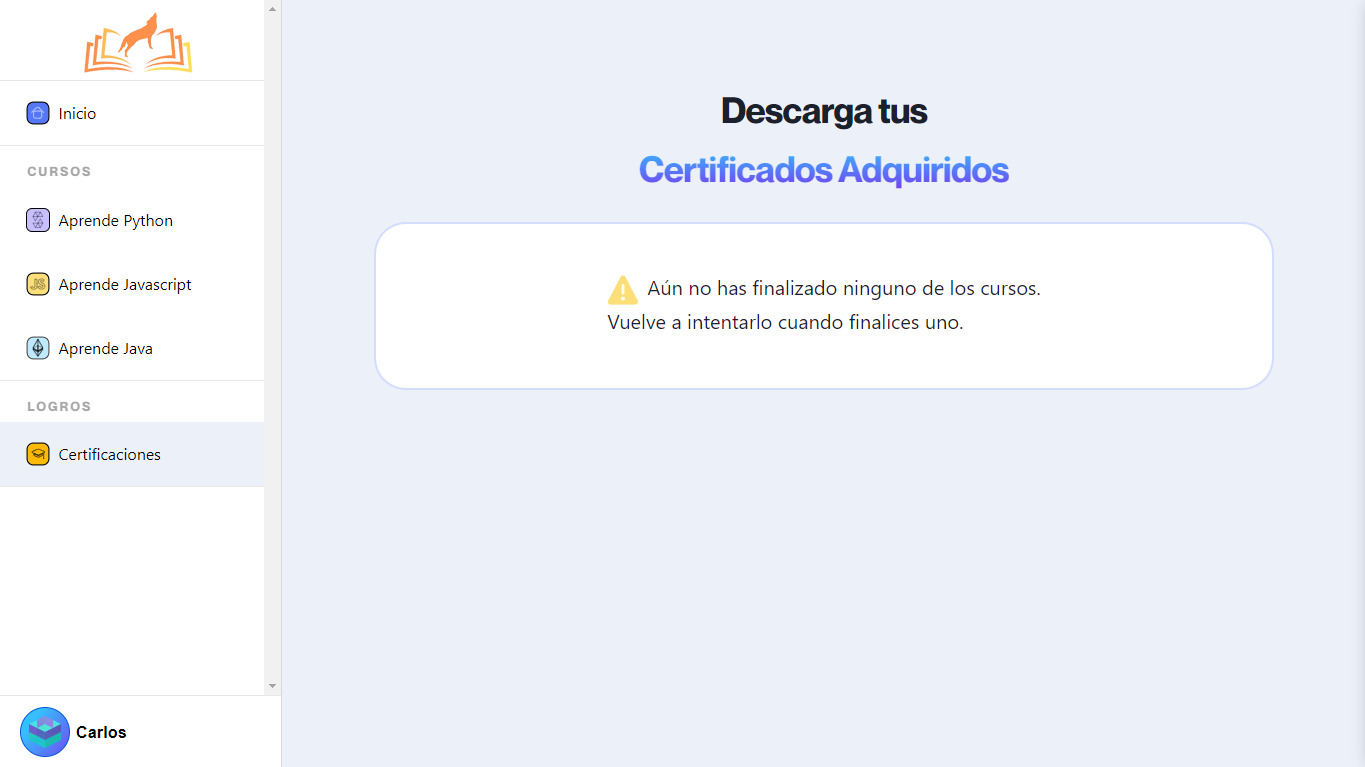 Inicio
CURSOS
Aprende Python
JS
Aprende Javascript
Aprende Java
LOGROS
Certificaciones
Carlos
Descarga tus
Certificados Adquiridos
Aún no has finalizado ninguno de los cursos.
Vuelve a intentarlo cuando finalices uno.